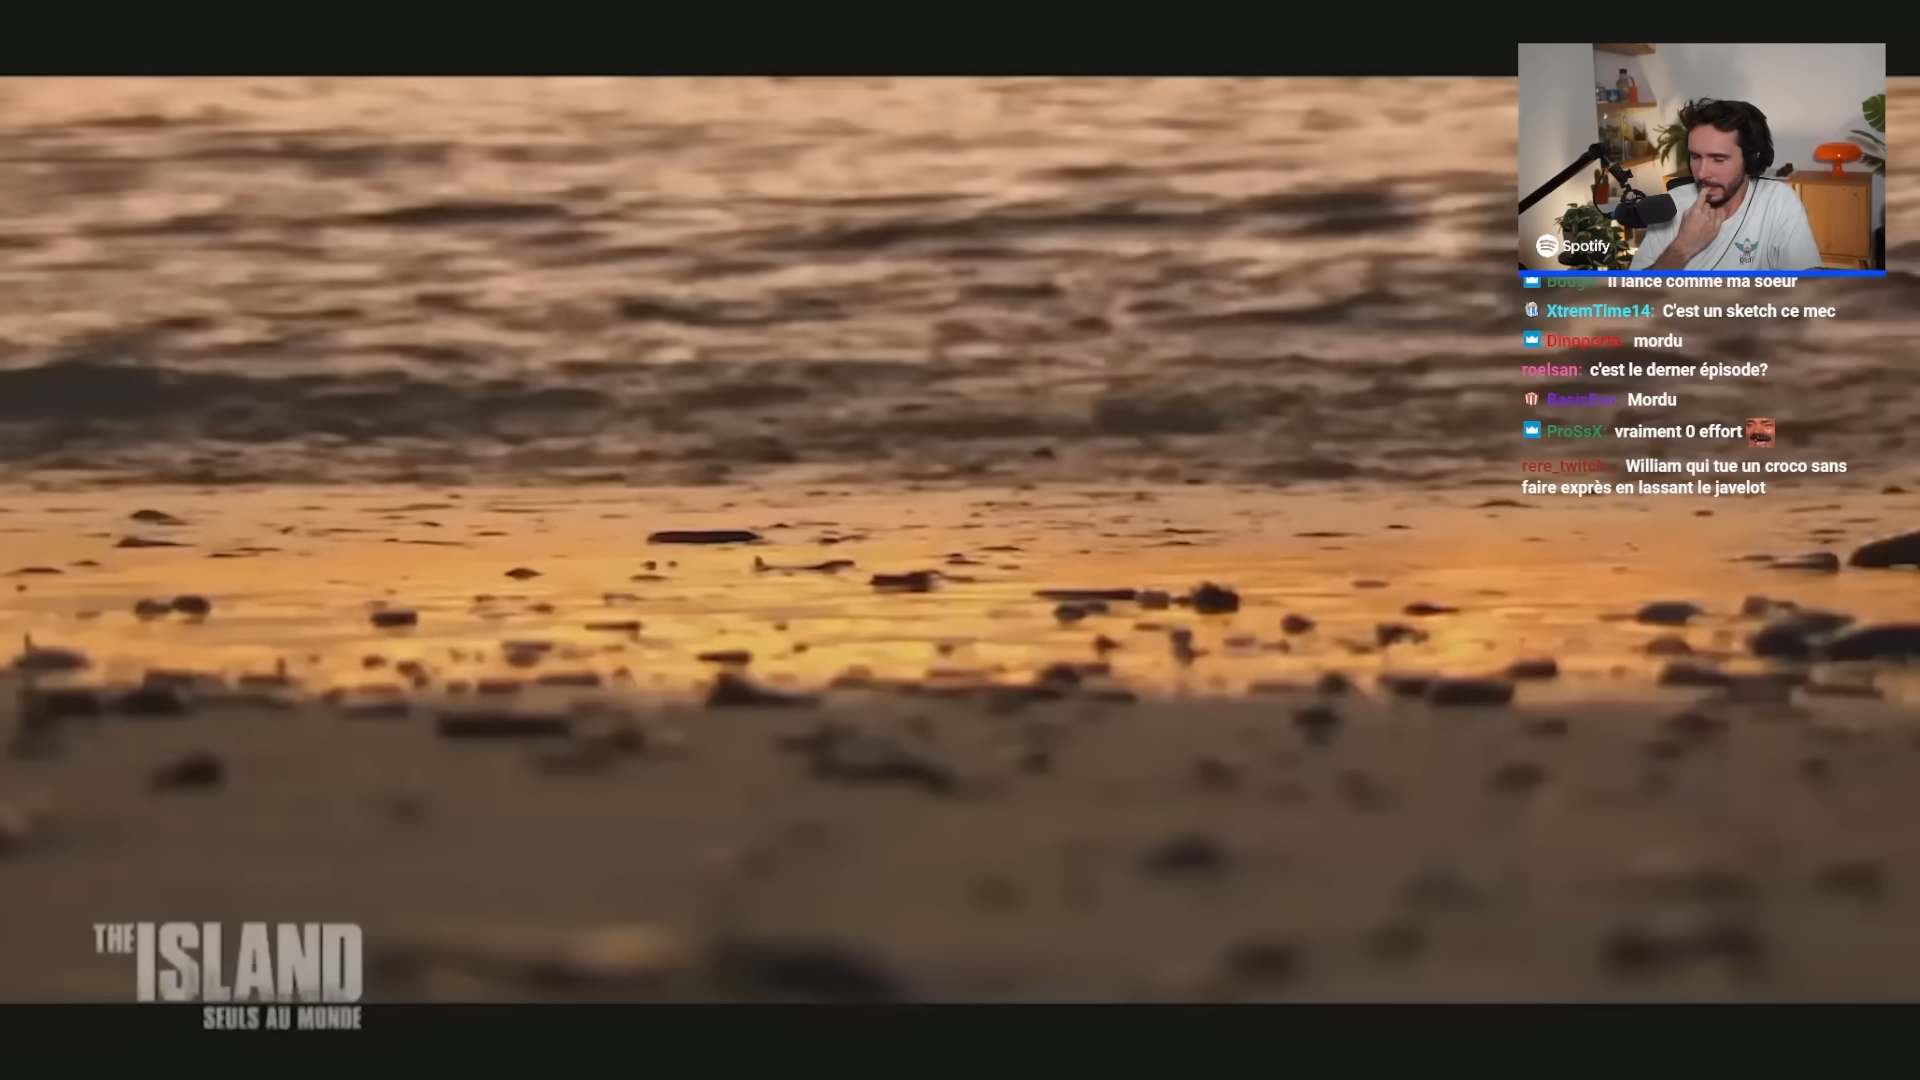 Spotify
il lance comme ma soeur
XtremTime14: C'est un sketch ce mec
Dinoporto mordu
roelsan: c'est le derner épisode?
Mordu
ProSsX: vraiment 0 effort
rere_twitch William qui tue un croco sans
faire exprès en lassant le javelot
THE ISLAND
SEULS AU MONDE